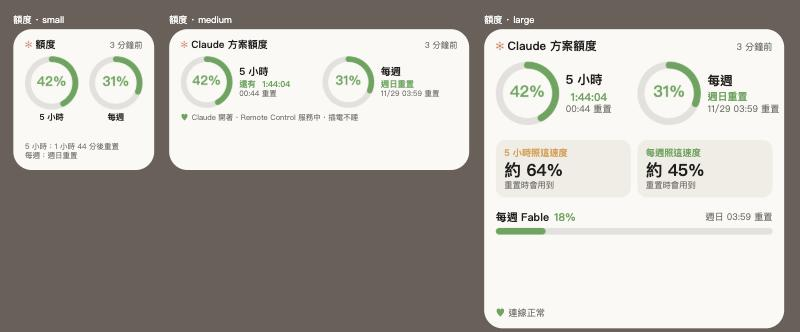 額度 · small
額度
3 分鐘前
42%
31%
5 小時
每週
5 小時：1 小時 44 分後重置
每週：週日重置
額度 · medium
Claude 方案額度
3 分鐘前
42%
5 小時
還有 1:44:04
00:44 重置
31%
每週
週日重置
11/29 03:59 重置
Claude 開著，Remote Control 服務中，插電不睡
額度 · large
Claude 方案額度
3 分鐘前
42%
5 小時
1:44:04
00:44 重置
31%
每週
週日重置
11/29 03:59 重置
5 小時照這速度
約 64%
重置時會用到
每週照這速度
約 45%
重置時會用到
每週 Fable 18%
週日 03:59 重置
連線正常